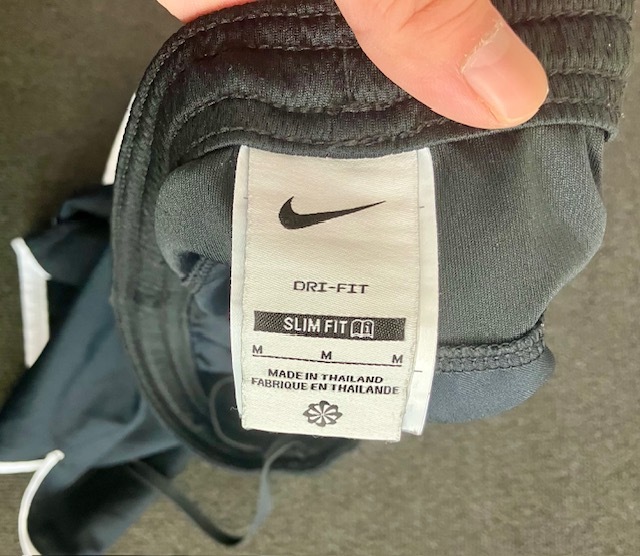 DRI-FIT
SLIM FIT
M M M
MADE IN THAILAND
FABRIQUE EN THAILANDE